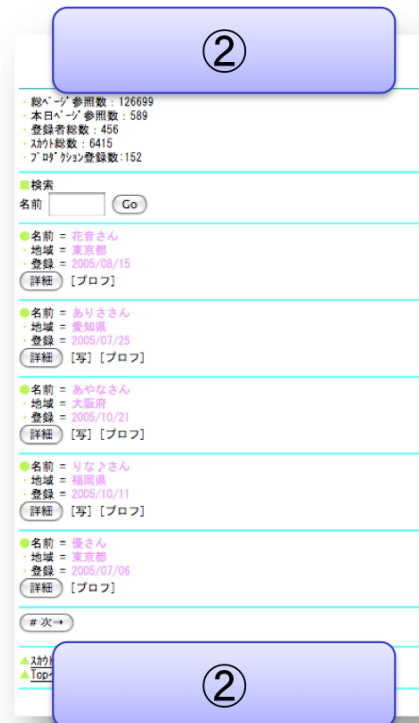 ②
・総ページ参照数：126699
・本日ページ参照数：589
・登録者総数：456
・スカウト総数：6415
・プロダクション登録数:152
■検索
名前 Go
●名前 = 花音さん
・地域 = 東京都
・登録 = 2005/08/15
詳細 [プロフ]
●名前 = ありささん
・地域 = 愛知県
・登録 = 2005/07/25
詳細 [写] [プロフ]
●名前 = あやなさん
・地域 = 大阪府
・登録 = 2005/10/21
詳細 [写] [プロフ]
●名前 = りな♪さん
・地域 = 福岡県
・登録 = 2005/10/11
詳細 [写] [プロフ]
●名前 = 優さん
・地域 = 東京都
・登録 = 2005/07/06
詳細 [プロフ]
# 次→
▲スカウト
▲Top
②